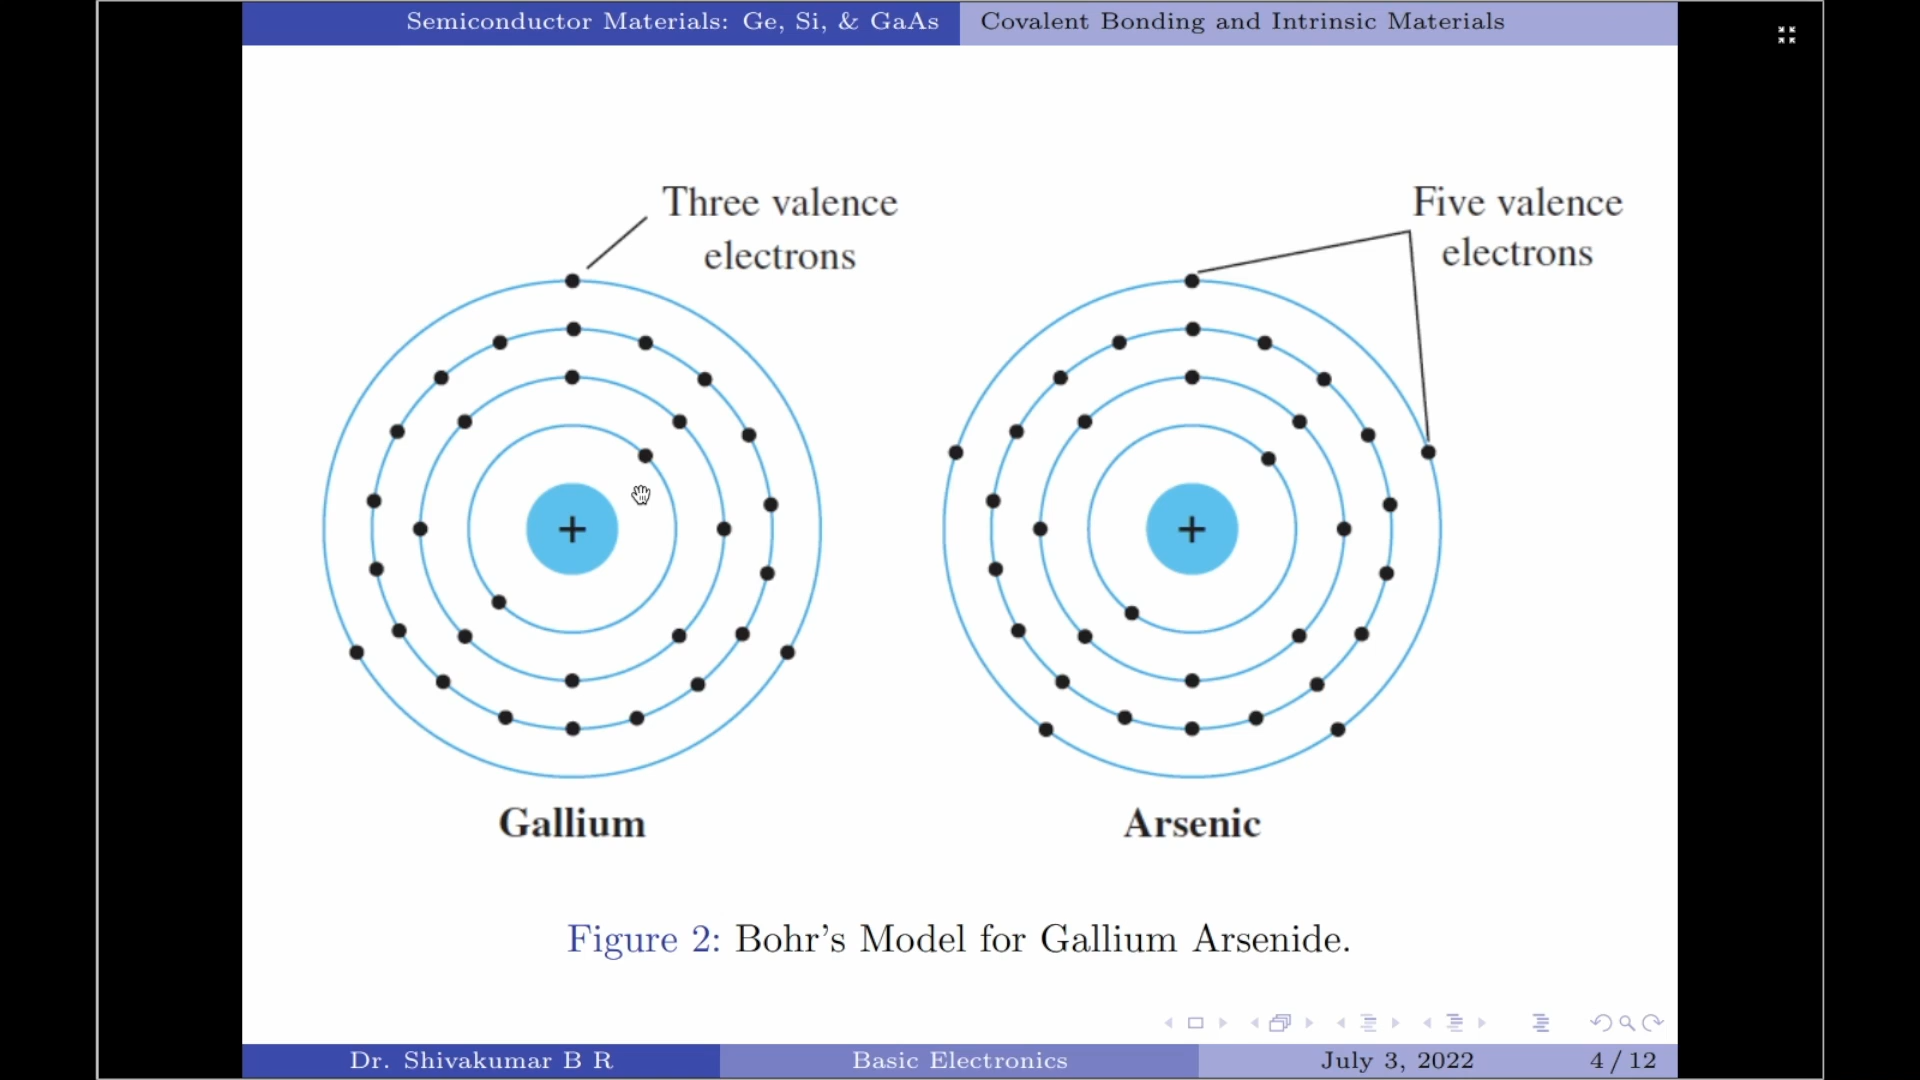 Semiconductor Materials: Ge, Si, & GaAs
Covalent Bonding and Intrinsic Materials
Three valence
electrons
Five valence
electrons
+
+
Gallium
Arsenic
Figure 2: Bohr's Model for Gallium Arsenide.
Dr. Shivakumar B R
Basic Electronics
July 3, 2022
4 / 12